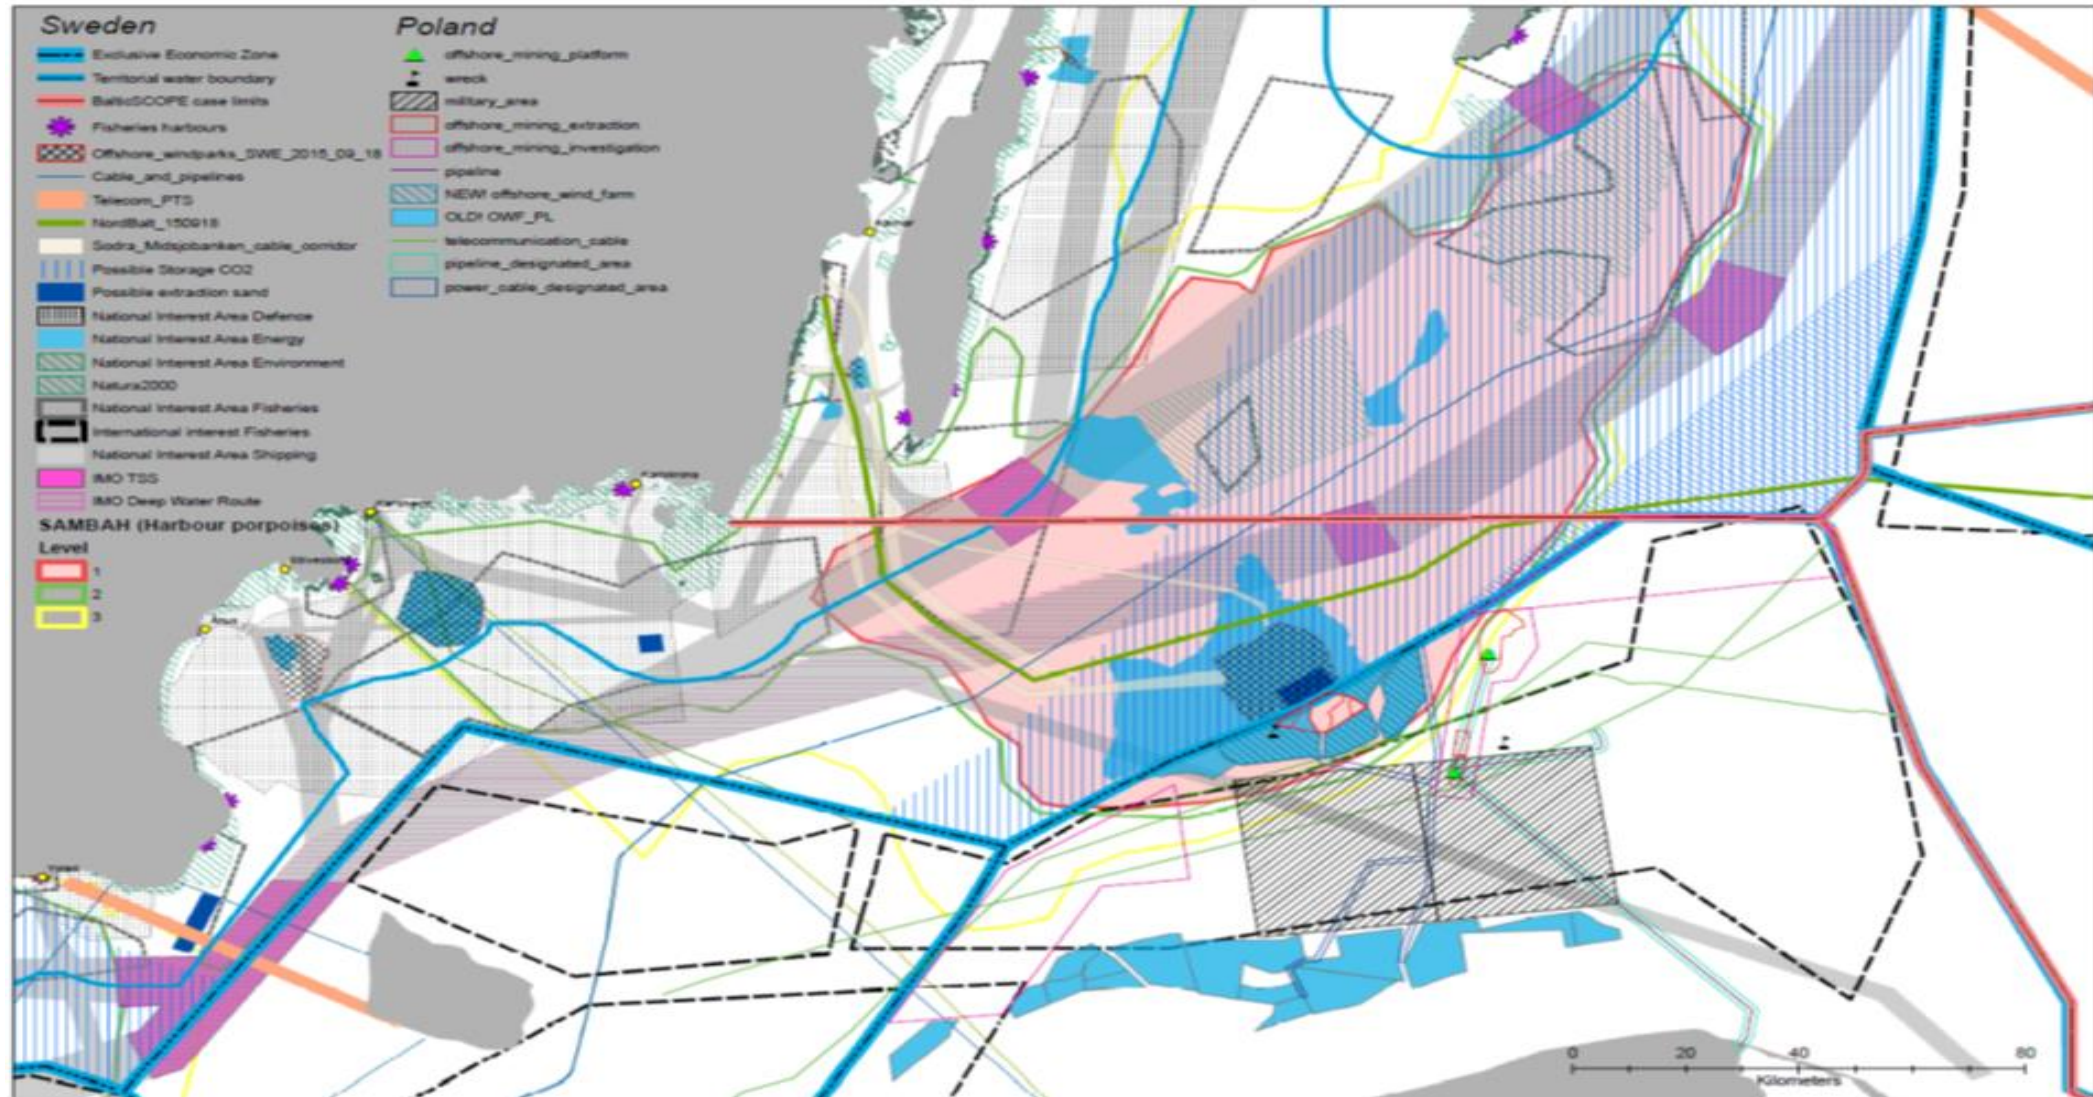 Sweden
Exclusive Economic Zone
Territorial water boundary
BalticSCOPE case limits
Fisheries harbours
Offshore_windparks_SWE_2015_09_18
Cable_and_pipelines
Telecom_PTS
NordBalt_150918
Sodra_Midsjobanken_cable_corridor
Possible Storage CO2
Possible extraction sand
National Interest Area Defence
National Interest Area Energy
National Interest Area Environment
Natura2000
National Interest Area Fisheries
International interest Fisheries
National Interest Area Shipping
IMO TSS
IMO Deep Water Route
SAMBAH (Harbour porpoises)
Level
1
2
3
Poland
offshore_mining_platform
wreck
military_area
offshore_mining_extraction
offshore_mining_investigation
pipeline
NEW! offshore_wind_farm
OLD! OWF_PL
telecommunication_cable
pipeline_designated_area
power_cable_designated_area
Kalmar
Karlskrona
Karlshamn
Åhus
0 20 40 80
Kilometers